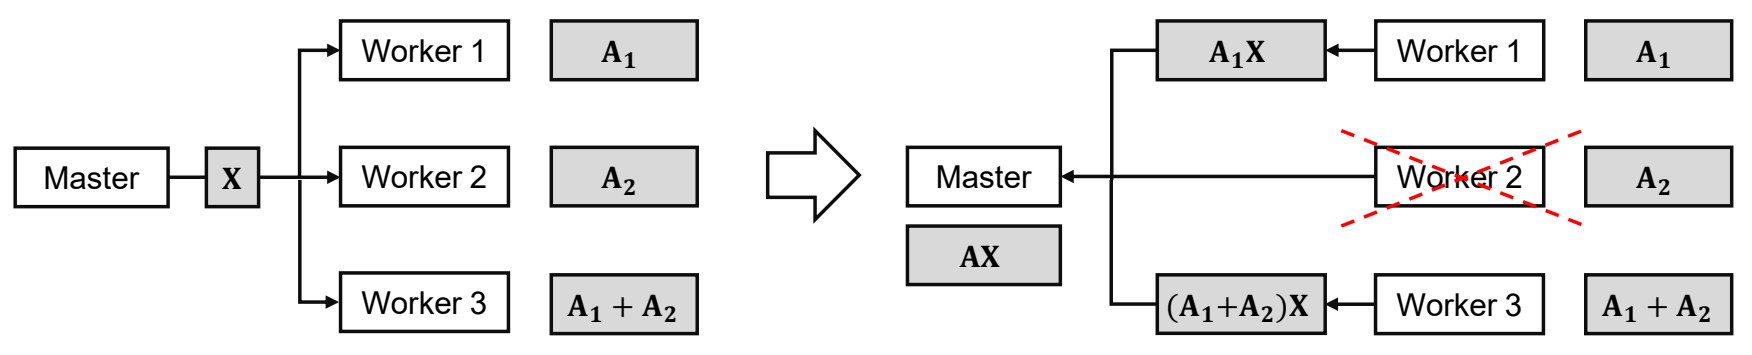 Worker 1
A₁
Master
X
Worker 2
A₂
Worker 3
A₁ + A₂
A₁X
Worker 1
A₁
Master
Worker 2
A₂
AX
(A₁+A₂)X
Worker 3
A₁ + A₂